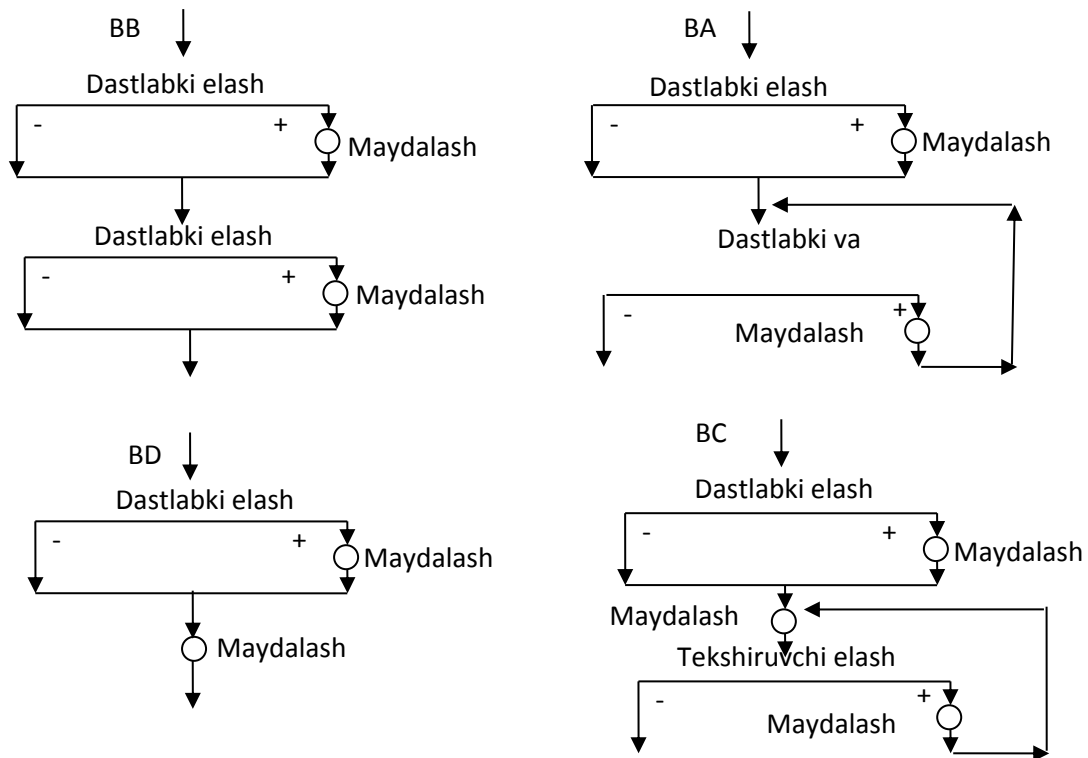 BB
Dastlabki elash
- +
Maydalash
Dastlabki elash
- +
Maydalash
BA
Dastlabki elash
- +
Maydalash
Dastlabki va
- +
Maydalash
BD
Dastlabki elash
- +
Maydalash
Maydalash
BC
Dastlabki elash
- +
Maydalash
Maydalash
Tekshiruvchi elash
- +
Maydalash